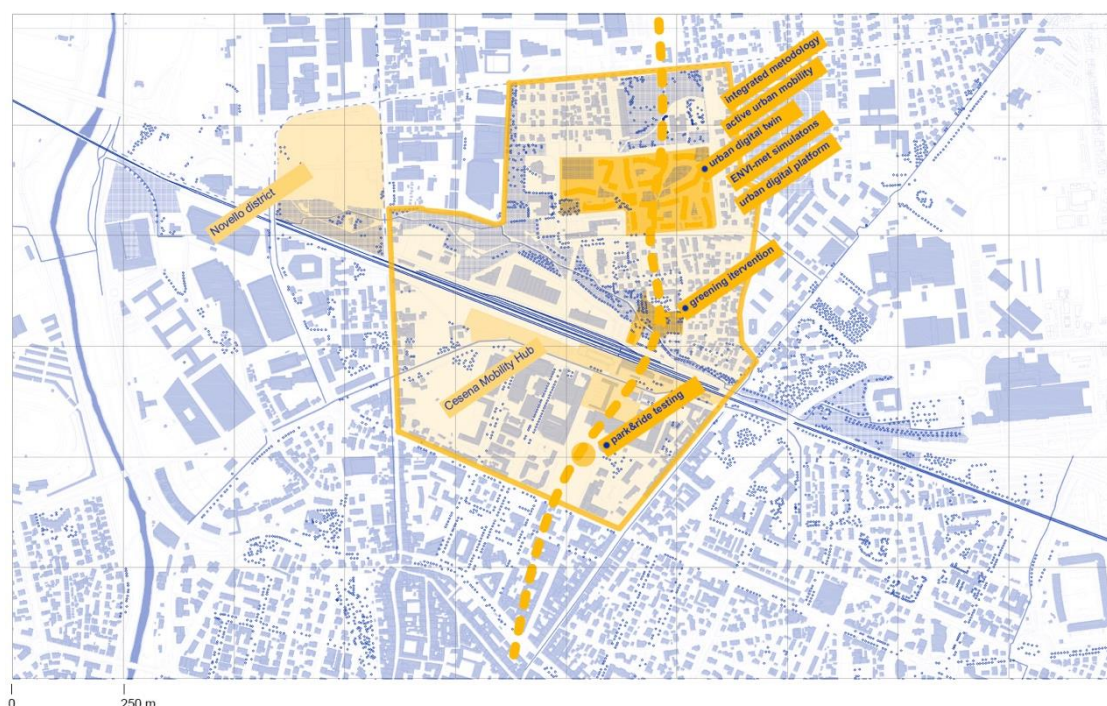 integrated metodology
active urban mobility
urban digital twin
ENVI-met simulatons
urban digital platform
Novello district
greening itervention
Cesena Mobility Hub
park&ride testing
0
250 m